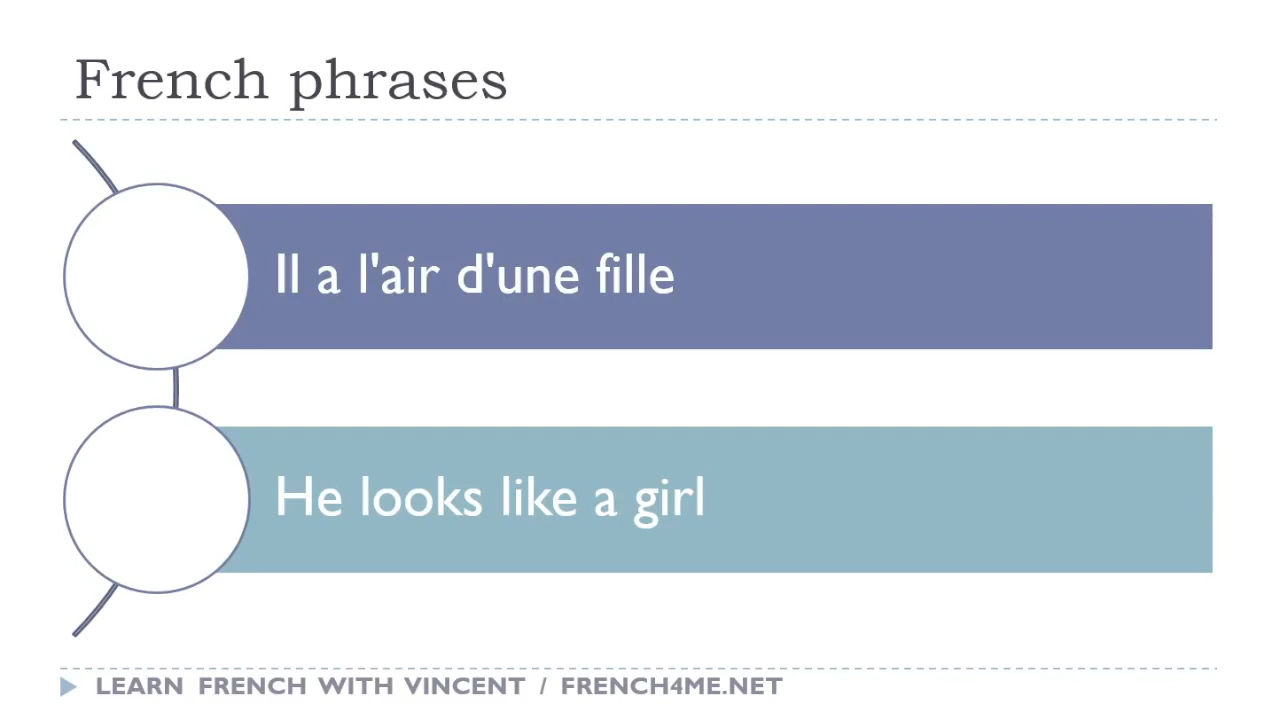 French phrases
Il a l'air d'une fille
He looks like a girl
LEARN FRENCH WITH VINCENT / FRENCH4ME.NET